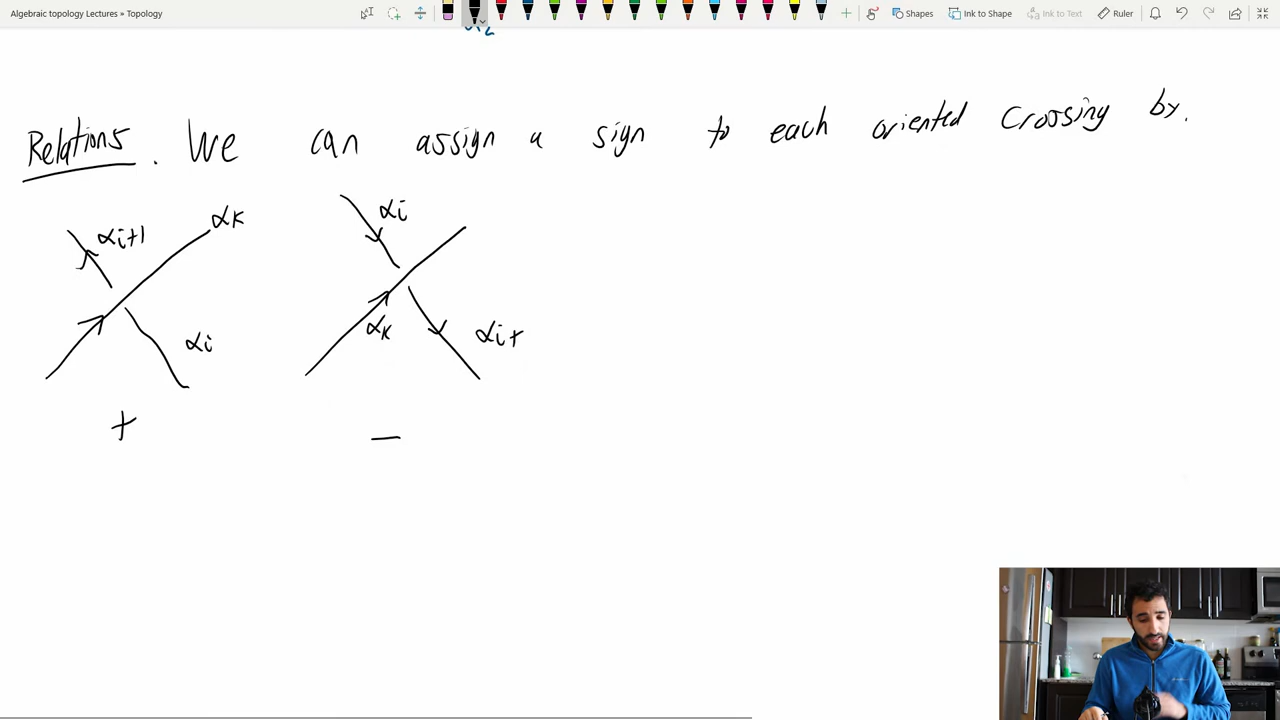 Algebraic topology Lectures » Topology
Shapes
Ink to Shape
Ink to Text
Ruler
Relations. We can assign a sign to each oriented crossing by.
αi+1 αk αi
αi αk αi+
+ −